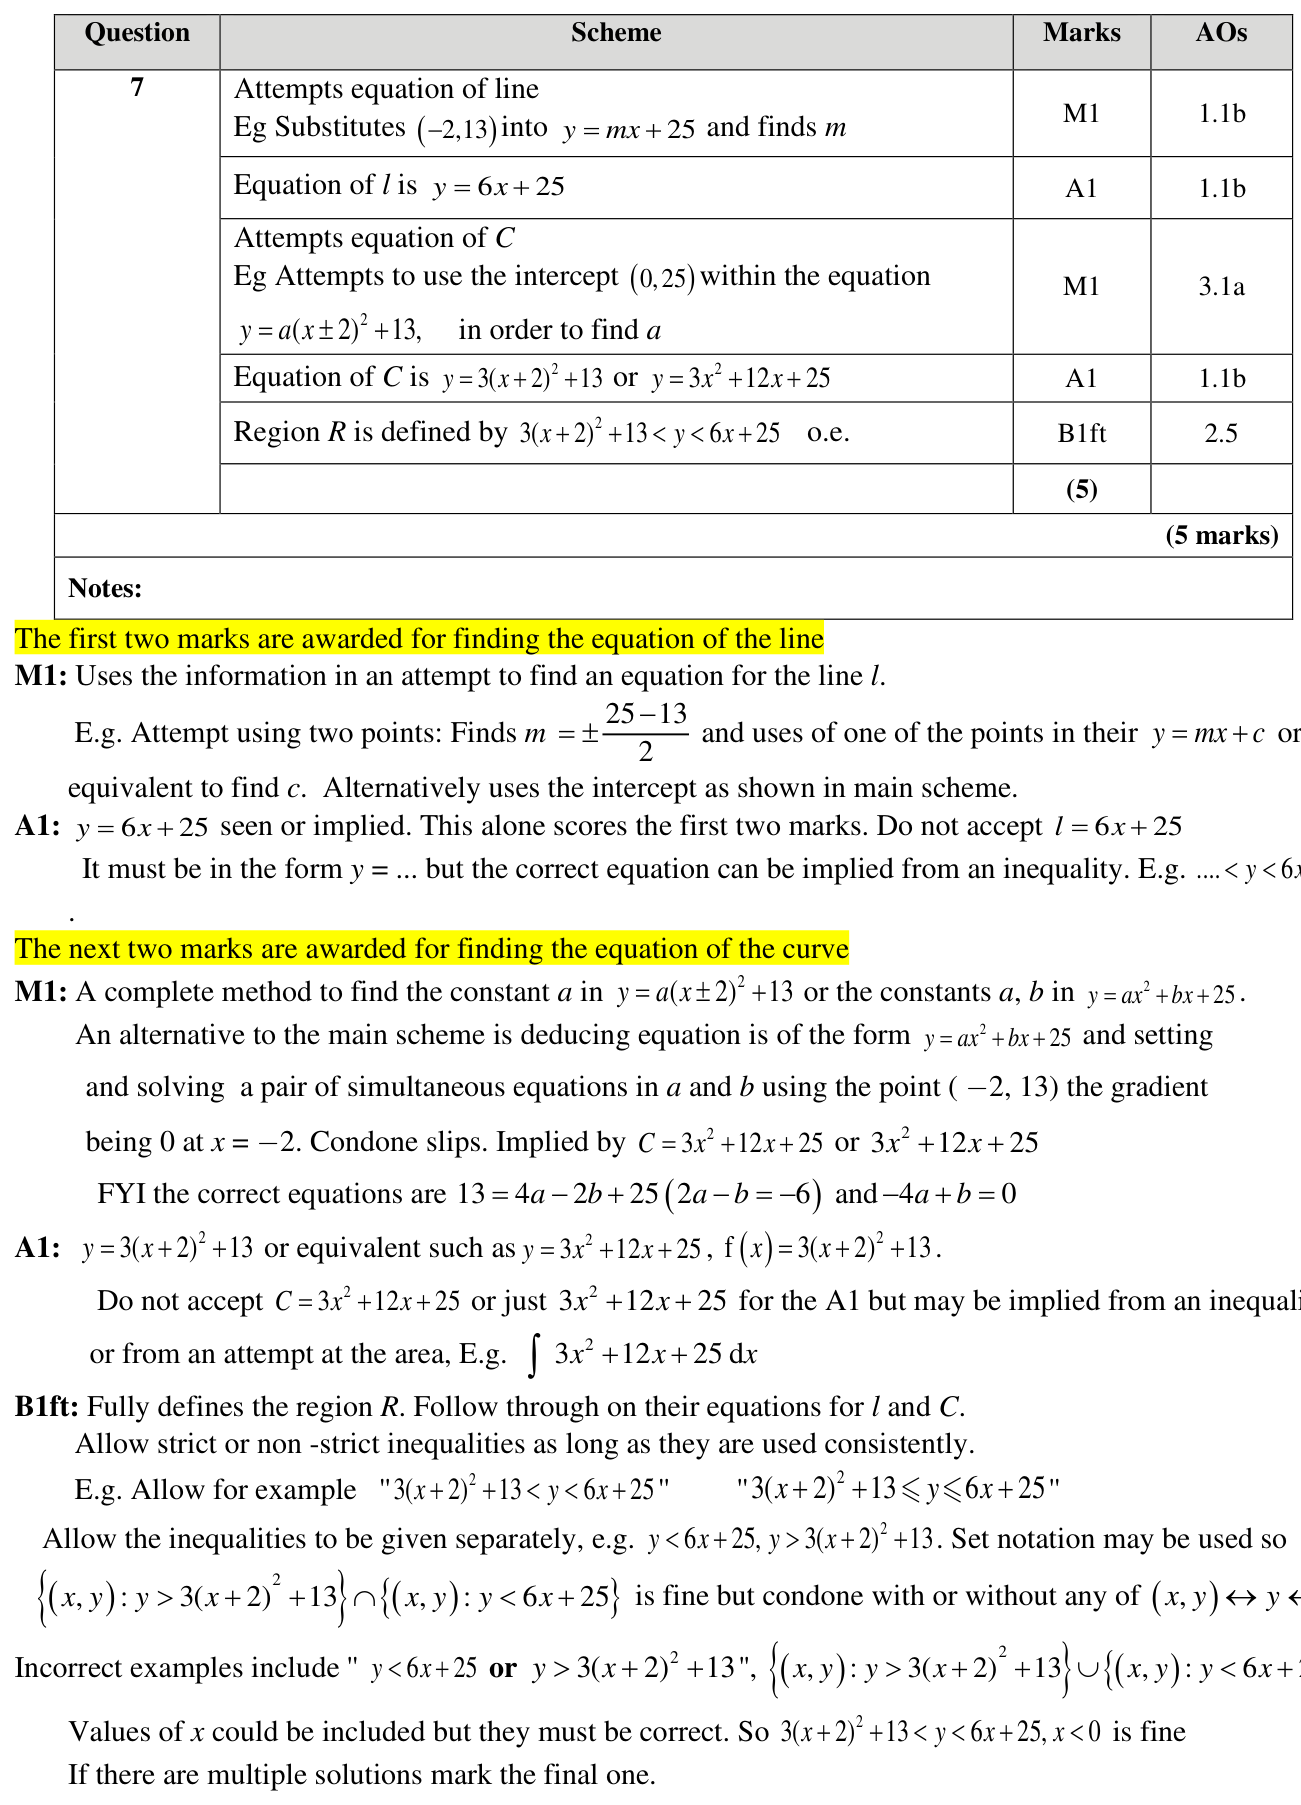 Question Scheme Marks AOs
7 Attempts equation of line
Eg Substitutes (−2,13) into y = mx + 25 and finds m M1 1.1b
Equation of l is y = 6x + 25 A1 1.1b
Attempts equation of C
Eg Attempts to use the intercept (0,25) within the equation M1 3.1a
y = a(x ± 2)² + 13, in order to find a
Equation of C is y = 3(x + 2)² + 13 or y = 3x² + 12x + 25 A1 1.1b
Region R is defined by 3(x + 2)² + 13 < y < 6x + 25 o.e. B1ft 2.5
(5)
(5 marks)
Notes:
The first two marks are awarded for finding the equation of the line
M1: Uses the information in an attempt to find an equation for the line l.
E.g. Attempt using two points: Finds m = ± (25 − 13)/2 and uses of one of the points in their y = mx + c or
equivalent to find c. Alternatively uses the intercept as shown in main scheme.
A1: y = 6x + 25 seen or implied. This alone scores the first two marks. Do not accept l = 6x + 25
It must be in the form y = ... but the correct equation can be implied from an inequality. E.g. .... < y < 6x
.
The next two marks are awarded for finding the equation of the curve
M1: A complete method to find the constant a in y = a(x ± 2)² + 13 or the constants a, b in y = ax² + bx + 25.
An alternative to the main scheme is deducing equation is of the form y = ax² + bx + 25 and setting
and solving a pair of simultaneous equations in a and b using the point ( −2, 13) the gradient
being 0 at x = −2. Condone slips. Implied by C = 3x² + 12x + 25 or 3x² + 12x + 25
FYI the correct equations are 13 = 4a − 2b + 25 (2a − b = −6) and −4a + b = 0
A1: y = 3(x + 2)² + 13 or equivalent such as y = 3x² + 12x + 25, f(x) = 3(x + 2)² + 13.
Do not accept C = 3x² + 12x + 25 or just 3x² + 12x + 25 for the A1 but may be implied from an inequali
or from an attempt at the area, E.g. ∫ 3x² + 12x + 25 dx
B1ft: Fully defines the region R. Follow through on their equations for l and C.
Allow strict or non -strict inequalities as long as they are used consistently.
E.g. Allow for example "3(x + 2)² + 13 < y < 6x + 25" "3(x + 2)² + 13 ⩽ y ⩽ 6x + 25"
Allow the inequalities to be given separately, e.g. y < 6x + 25, y > 3(x + 2)² + 13. Set notation may be used so
{(x, y) : y > 3(x + 2)² + 13} ∩ {(x, y) : y < 6x + 25} is fine but condone with or without any of (x, y) ↔ y ↔
Incorrect examples include " y < 6x + 25 or y > 3(x + 2)² + 13", {(x, y) : y > 3(x + 2)² + 13} ∪ {(x, y) : y < 6x +
Values of x could be included but they must be correct. So 3(x + 2)² + 13 < y < 6x + 25, x < 0 is fine
If there are multiple solutions mark the final one.